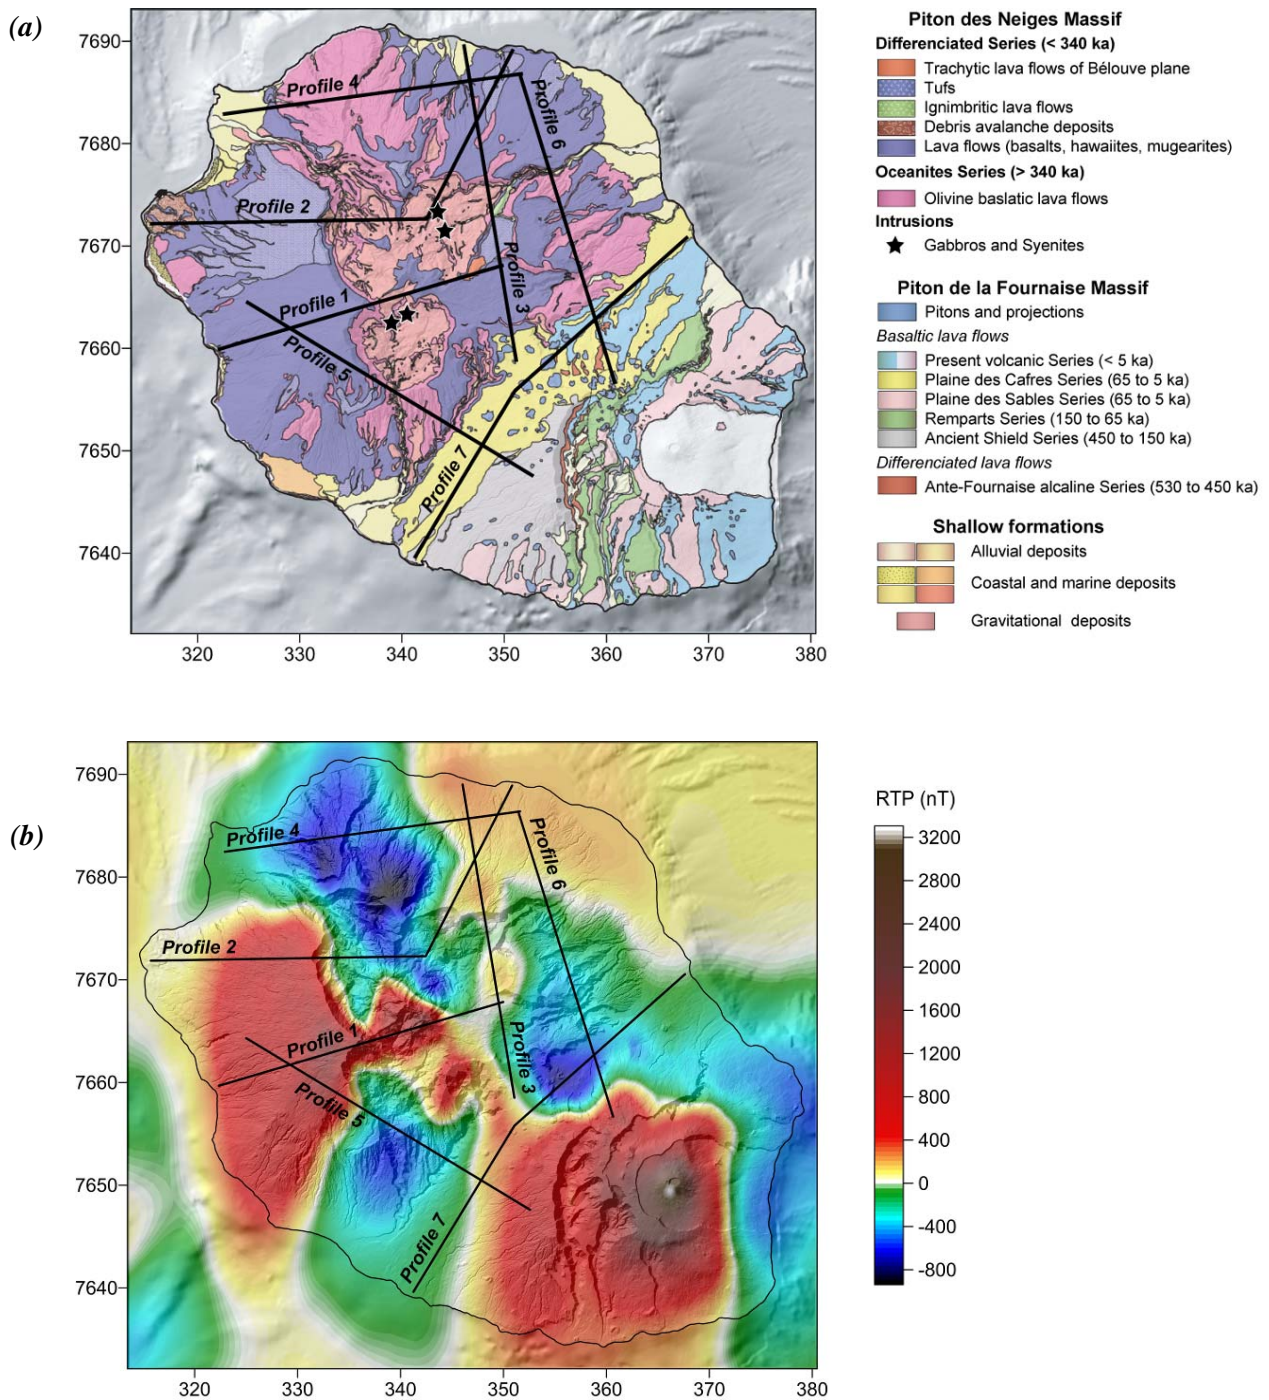 (a)
7690
7680
7670
7660
7650
7640
320
330
340
350
360
370
380
Profile 4
Profile 6
Profile 2
Profile 3
Profile 1
Profile 5
Profile 7
Piton des Neiges Massif
Differenciated Series (< 340 ka)
Trachytic lava flows of Bélouve plane
Tufs
Ignimbritic lava flows
Debris avalanche deposits
Lava flows (basalts, hawaiites, mugearites)
Oceanites Series (> 340 ka)
Olivine baslatic lava flows
Intrusions
Gabbros and Syenites
Piton de la Fournaise Massif
Pitons and projections
Basaltic lava flows
Present volcanic Series (< 5 ka)
Plaine des Cafres Series (65 to 5 ka)
Plaine des Sables Series (65 to 5 ka)
Remparts Series (150 to 65 ka)
Ancient Shield Series (450 to 150 ka)
Differenciated lava flows
Ante-Fournaise alcaline Series (530 to 450 ka)
Shallow formations
Alluvial deposits
Coastal and marine deposits
Gravitational deposits
(b)
7690
7680
7670
7660
7650
7640
320
330
340
350
360
370
380
Profile 4
Profile 6
Profile 2
Profile 1
Profile 3
Profile 5
Profile 7
RTP (nT)
3200
2800
2400
2000
1600
1200
800
400
0
-400
-800